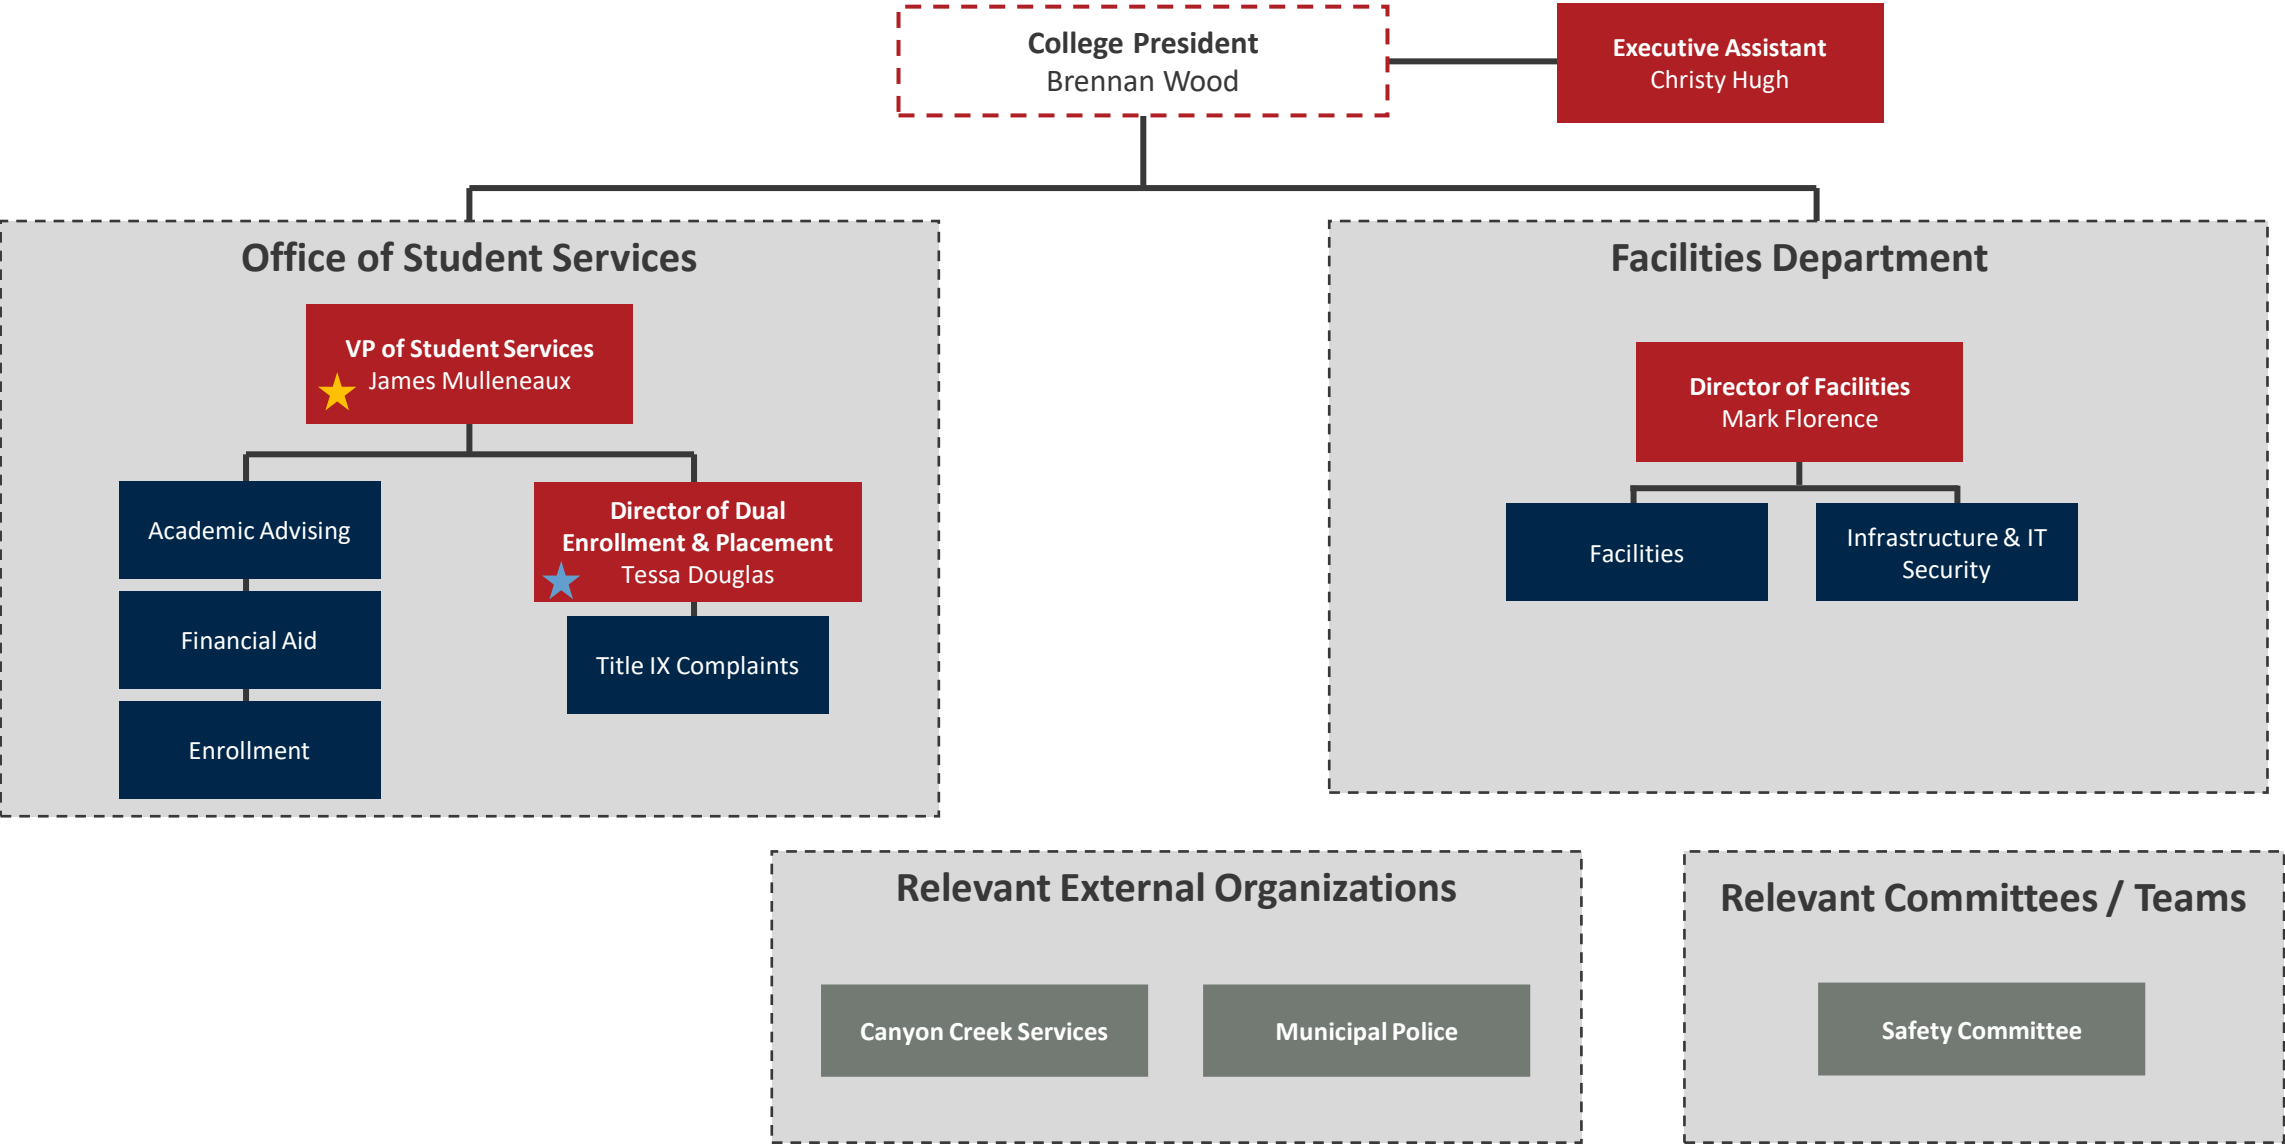 College President
Brennan Wood
Executive Assistant
Christy Hugh
Office of Student Services
VP of Student Services
James Mulleneaux
Academic Advising
Financial Aid
Enrollment
Director of Dual
Enrollment & Placement
Tessa Douglas
Title IX Complaints
Facilities Department
Director of Facilities
Mark Florence
Facilities
Infrastructure & IT
Security
Relevant External Organizations
Canyon Creek Services
Municipal Police
Relevant Committees / Teams
Safety Committee